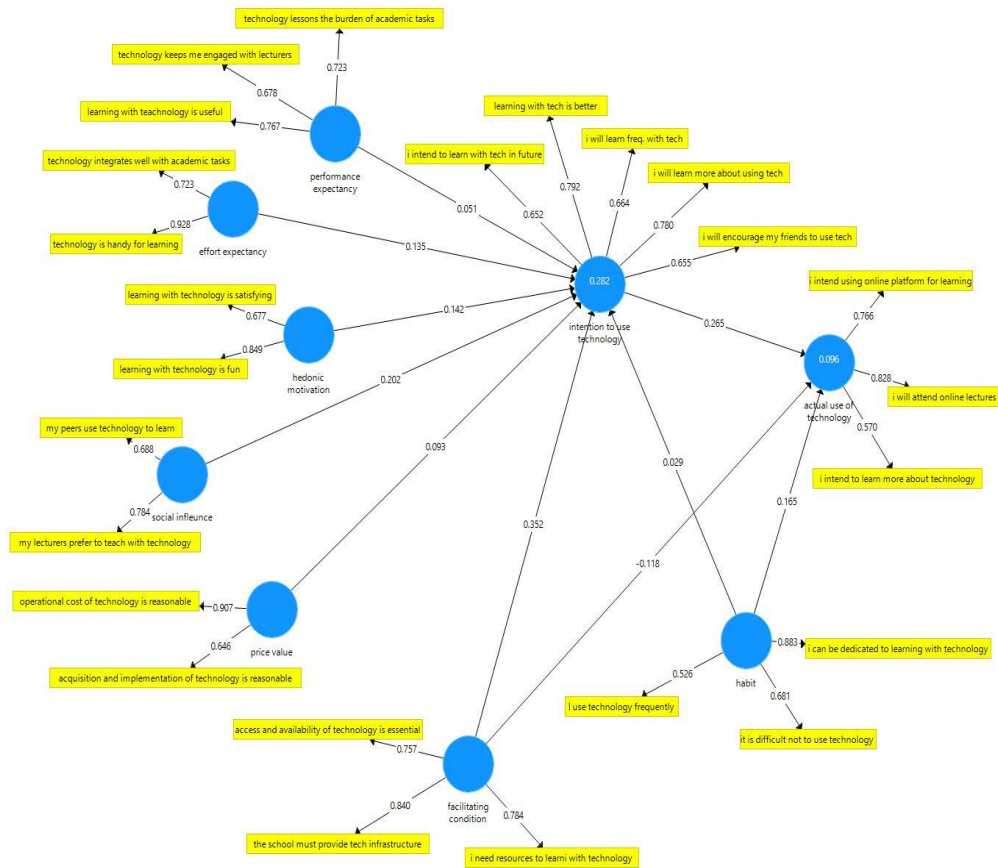 technology lessons the burden of academic tasks
technology keeps me engaged with lecturers
0.723
0.678
learning with teachnology is useful
0.767
performance
expectancy
technology integrates well with academic tasks
0.723
0.928
technology is handy for learning
effort expectancy
0.051
0.135
learning with tech is better
i intend to learn with tech in future
i will learn freq. with tech
i will learn more about using tech
0.792
0.664
0.652
0.780
i will encourage my friends to use tech
0.655
0.282
intention to use
technology
learning with technology is satisfying
0.677
0.849
learning with technology is fun
hedonic
motivation
0.142
0.265
i intend using online platform for learning
0.766
0.096
0.828
i will attend online lectures
actual use of
technology
0.570
i intend to learn more about technology
my peers use technology to learn
0.688
0.784
social infleunce
my lecturers prefer to teach with technology
0.202
0.093
0.029
0.165
0.352
-0.118
operational cost of technology is reasonable
0.907
0.646
price value
acquisition and implementation of technology is reasonable
0.883
i can be dedicated to learning with technology
0.526
habit
0.681
I use technology frequently
it is difficult not to use technology
access and availability of technology is essential
0.757
0.840
facilitating
condition
0.784
the school must provide tech infrastructure
i need resources to learni with technology